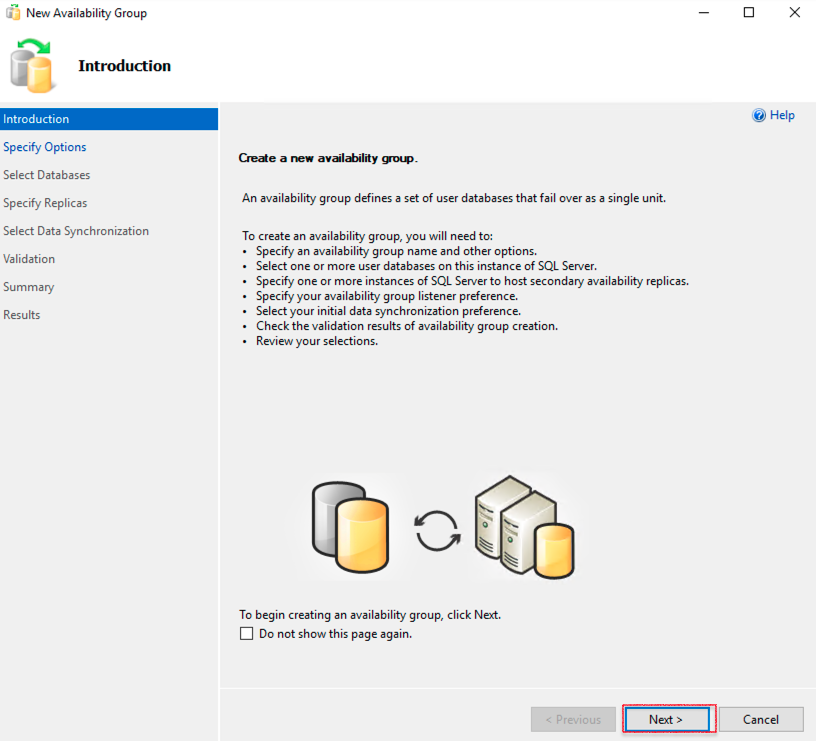 New Availability Group
Introduction
Introduction
Specify Options
Select Databases
Specify Replicas
Select Data Synchronization
Validation
Summary
Results
Help
Create a new availability group.
An availability group defines a set of user databases that fail over as a single unit.
To create an availability group, you will need to:
• Specify an availability group name and other options.
• Select one or more user databases on this instance of SQL Server.
• Specify one or more instances of SQL Server to host secondary availability replicas.
• Specify your availability group listener preference.
• Select your initial data synchronization preference.
• Check the validation results of availability group creation.
• Review your selections.
To begin creating an availability group, click Next.
Do not show this page again.
< Previous
Next >
Cancel